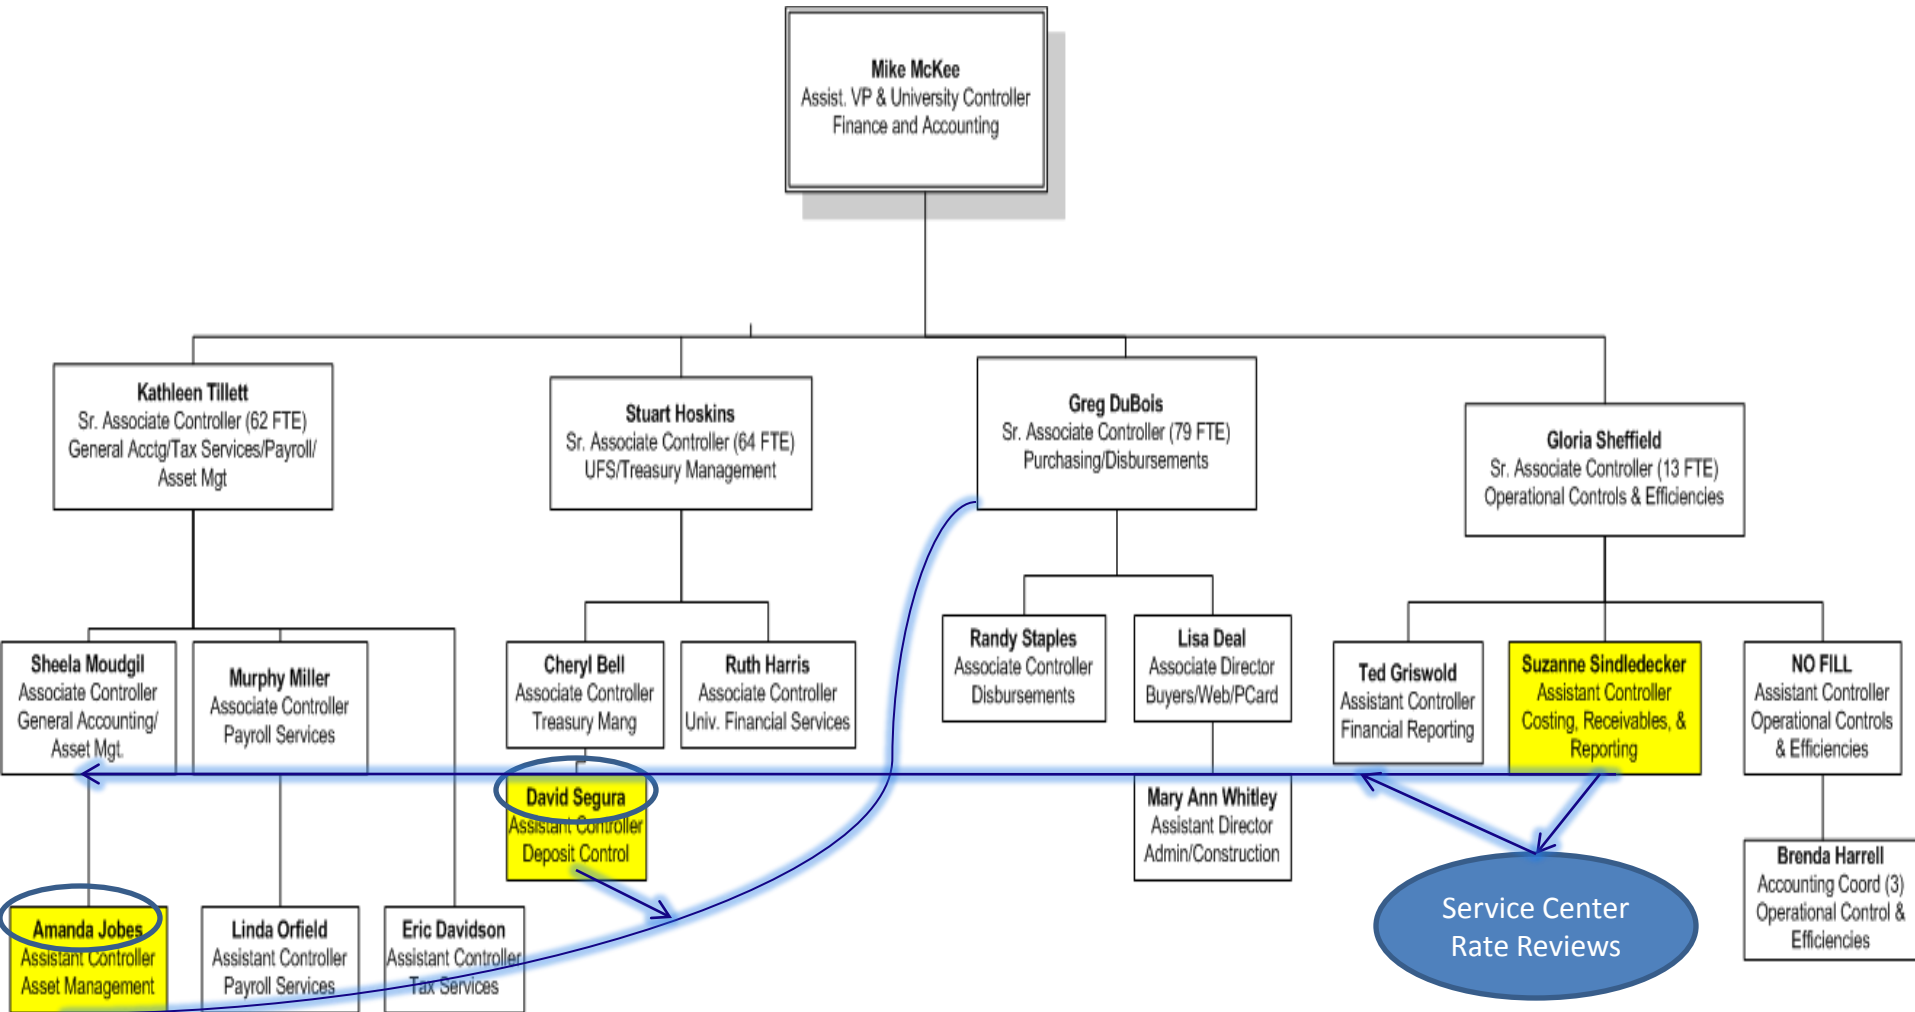 Mike McKee
Assist. VP & University Controller
Finance and Accounting
Kathleen Tillett
Sr. Associate Controller (62 FTE)
General Acctg/Tax Services/Payroll/
Asset Mgt
Stuart Hoskins
Sr. Associate Controller (64 FTE)
UFS/Treasury Management
Greg DuBois
Sr. Associate Controller (79 FTE)
Purchasing/Disbursements
Gloria Sheffield
Sr. Associate Controller (13 FTE)
Operational Controls & Efficiencies
Sheela Moudgil
Associate Controller
General Accounting/
Asset Mgt.
Murphy Miller
Associate Controller
Payroll Services
Cheryl Bell
Associate Controller
Treasury Mang
Ruth Harris
Associate Controller
Univ. Financial Services
Randy Staples
Associate Controller
Disbursements
Lisa Deal
Associate Director
Buyers/Web/PCard
Ted Griswold
Assistant Controller
Financial Reporting
Suzanne Sindledecker
Assistant Controller
Costing, Receivables, &
Reporting
NO FILL
Assistant Controller
Operational Controls
& Efficiencies
David Segura
Assistant Controller
Deposit Control
Mary Ann Whitley
Assistant Director
Admin/Construction
Brenda Harrell
Accounting Coord (3)
Operational Control &
Efficiencies
Amanda Jobes
Assistant Controller
Asset Management
Linda Orfield
Assistant Controller
Payroll Services
Eric Davidson
Assistant Controller
Tax Services
Service Center
Rate Reviews